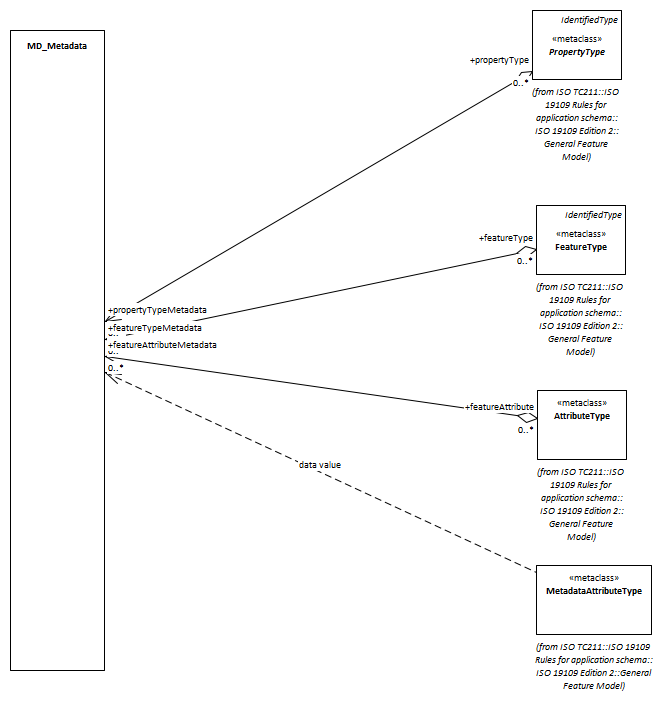 MD_Metadata
IdentifiedType
«metaclass»
PropertyType
+propertyType
0..*
(from ISO TC211::ISO
19109 Rules for
application schema::
ISO 19109 Edition 2::
General Feature
Model)
IdentifiedType
«metaclass»
FeatureType
+featureType
0..*
(from ISO TC211::ISO
19109 Rules for
application schema::
ISO 19109 Edition 2::
General Feature
Model)
+propertyTypeMetadata
+featureTypeMetadata
+featureAttributeMetadata
0..*
«metaclass»
AttributeType
+featureAttribute
0..*
(from ISO TC211::ISO
19109 Rules for
application schema::
ISO 19109 Edition 2::
General Feature
Model)
data value
«metaclass»
MetadataAttributeType
(from ISO TC211::ISO 19109
Rules for application schema::
ISO 19109 Edition 2::General
Feature Model)